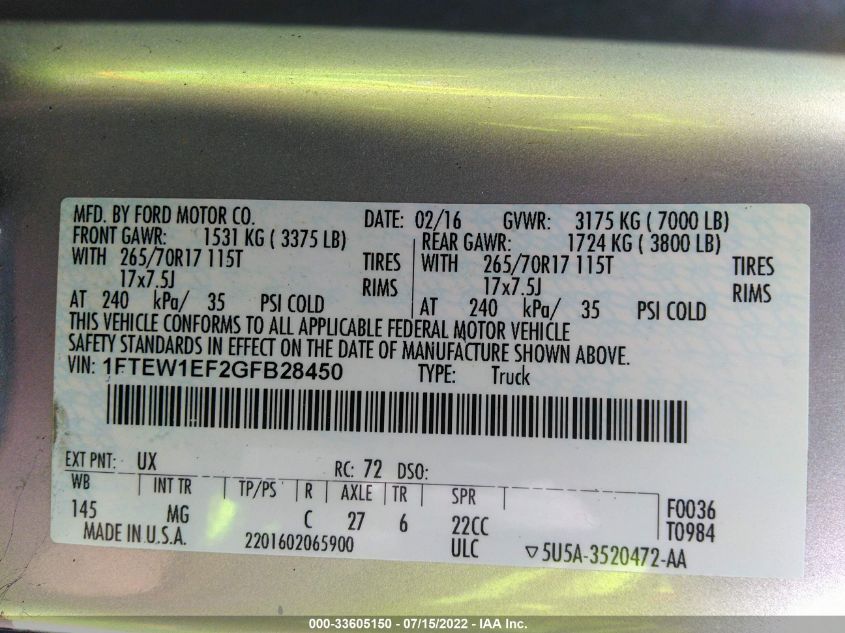 MFD. BY FORD MOTOR CO. DATE: 02/16 GVWR: 3175 KG ( 7000 LB)
FRONT GAWR: 1531 KG ( 3375 LB) REAR GAWR: 1724 KG ( 3800 LB)
WITH 265/70R17 115T TIRES WITH 265/70R17 115T TIRES
17x7.5J RIMS 17x7.5J RIMS
AT 240 kPa/ 35 PSI COLD AT 240 kPa/ 35 PSI COLD
THIS VEHICLE CONFORMS TO ALL APPLICABLE FEDERAL MOTOR VEHICLE
SAFETY STANDARDS IN EFFECT ON THE DATE OF MANUFACTURE SHOWN ABOVE.
VIN: 1FTEW1EF2GFB28450 TYPE: Truck
EXT PNT: UX RC: 72 DSO:
WB INT TR TP/PS R AXLE TR SPR
145 MG C 27 6 22CC F0036
T0984
MADE IN U.S.A. 2201602065900 ULC ▽5U5A-3520472-AA
000-33605150 - 07/15/2022 - IAA Inc.